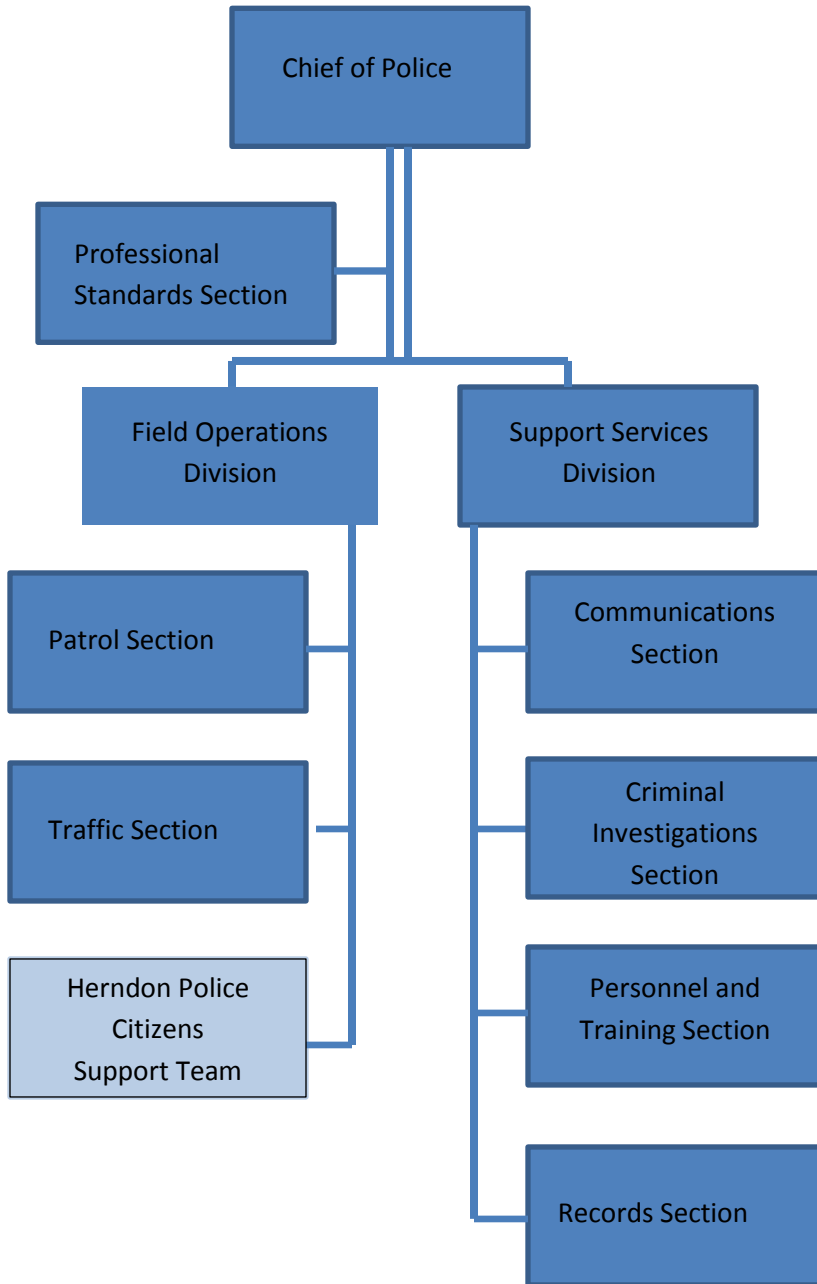 Chief of Police
Professional
Standards Section
Field Operations
Division
Support Services
Division
Patrol Section
Communications
Section
Traffic Section
Criminal
Investigations
Section
Herndon Police
Citizens
Support Team
Personnel and
Training Section
Records Section